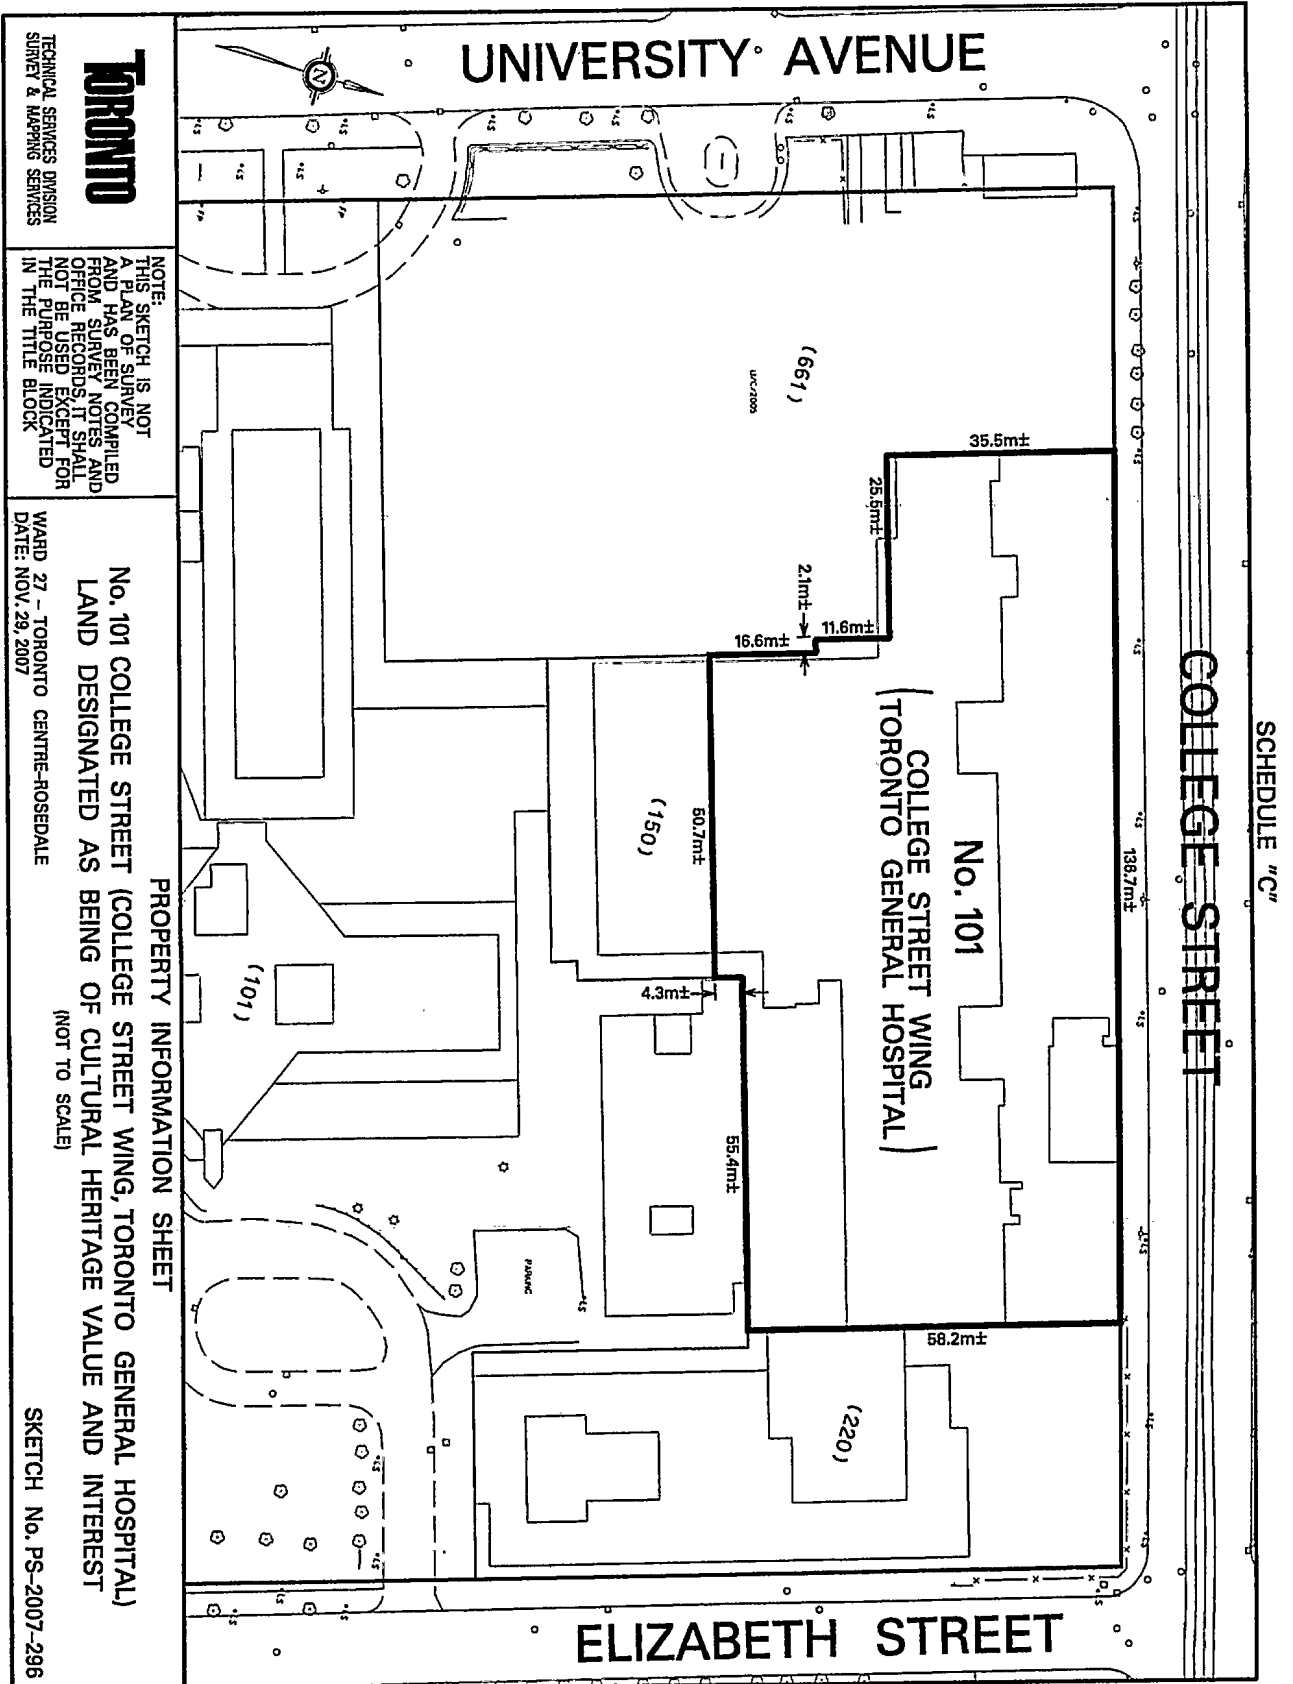 SCHEDULE "C"
COLLEGE STREET
UNIVERSITY AVENUE
N
35.5m±
25.5m±
2.1m±
11.6m±
16.6m±
138.7m±
50.7m±
4.3m±
55.4m±
58.2m±
(661)
U/C/2005
No. 101
(COLLEGE STREET WING
TORONTO GENERAL HOSPITAL)
(150)
(101)
(220)
PARKING
ELIZABETH STREET
TORONTO
TECHNICAL SERVICES DIVISION
SURVEY & MAPPING SERVICES
NOTE:
THIS SKETCH IS NOT
A PLAN OF SURVEY
AND HAS BEEN COMPILED
FROM SURVEY NOTES AND
OFFICE RECORDS, IT SHALL
NOT BE USED EXCEPT FOR
THE PURPOSE INDICATED
IN THE TITLE BLOCK
PROPERTY INFORMATION SHEET
No. 101 COLLEGE STREET (COLLEGE STREET WING, TORONTO GENERAL HOSPITAL)
LAND DESIGNATED AS BEING OF CULTURAL HERITAGE VALUE AND INTEREST
(NOT TO SCALE)
WARD 27 - TORONTO CENTRE-ROSEDALE
DATE: NOV. 29, 2007
SKETCH No. PS-2007-296